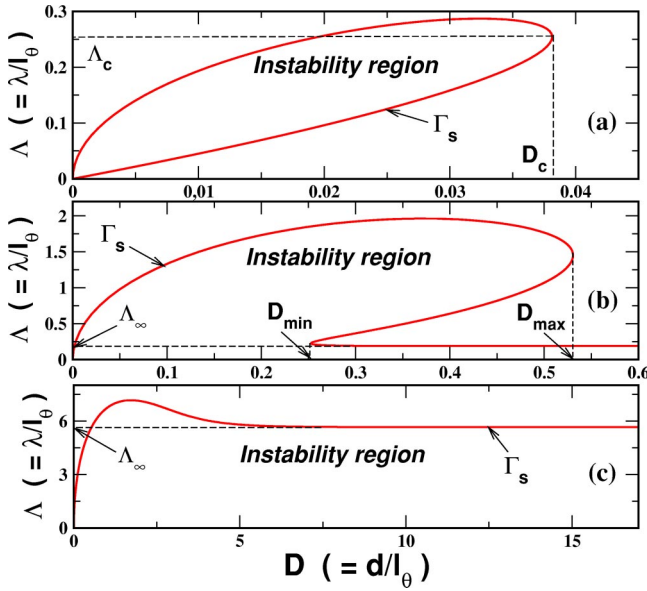 0.3
Λc
Instability region
0.2
0.1
Γs
Dc
(a)
0
0
0,01
0.02
0.03
0.04
Λ (=λ/lθ)
2
Γs
1.5
Instability region
(b)
1
Λ∞
Dmin
Dmax
0.5
0
0
0.1
0.2
0.3
0.4
0.5
0.6
Λ (=λ/lθ)
9
6
Λ∞
Γs
Instability region
(c)
3
0
0
5
10
15
Λ (=λ/lθ)
D (= d/lθ)